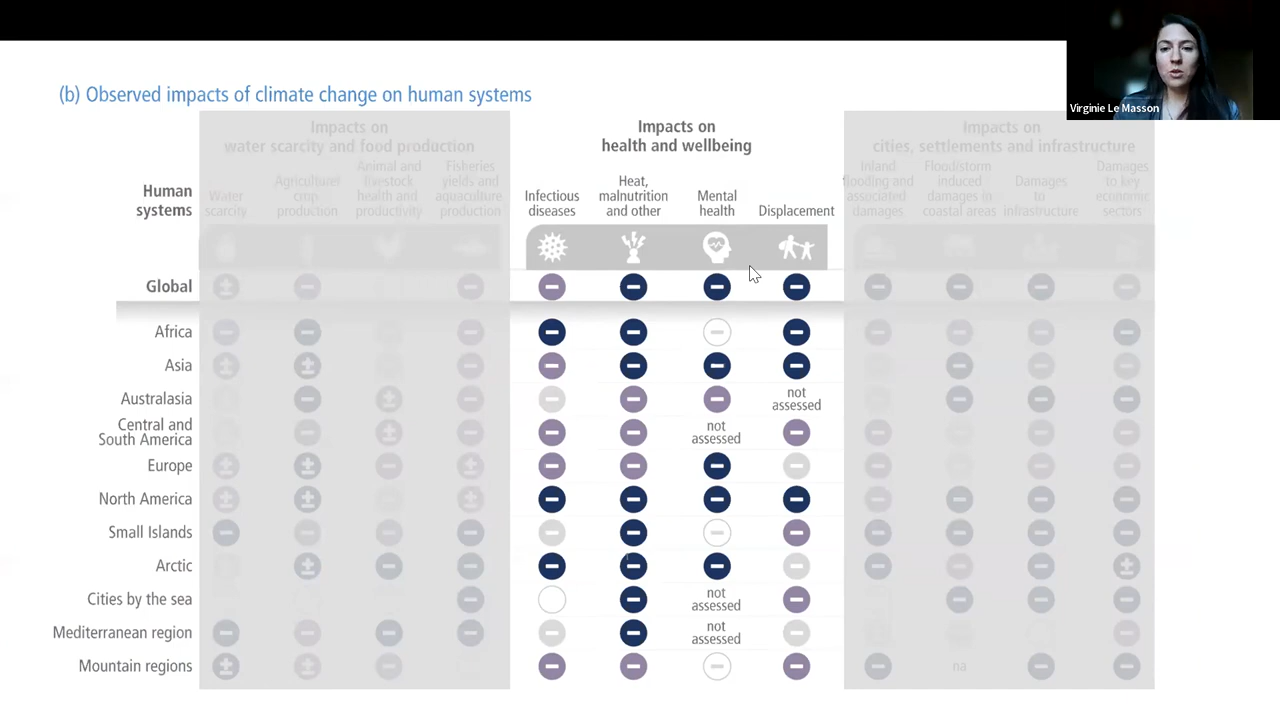 Virginie Le Masson
(b) Observed impacts of climate change on human systems
Impacts on
water scarcity and food production
Impacts on
health and wellbeing
Impacts on
cities, settlements and infrastructure
Human
systems
Water
scarcity
Agriculture/
crop
production
Animal and
livestock
health and
productivity
Fisheries
yields and
aquaculture
production
Infectious
diseases
Heat,
malnutrition
and other
Mental
health
Displacement
Inland
flooding and
associated
damages
Flood/storm
induced
damages in
coastal areas
Damages
to
infrastructure
Damages
to key
economic
sectors
Global
Africa
Asia
Australasia
not
assessed
Central and
South America
not
assessed
Europe
North America
Small Islands
Arctic
Cities by the sea
not
assessed
Mediterranean region
not
assessed
Mountain regions
na